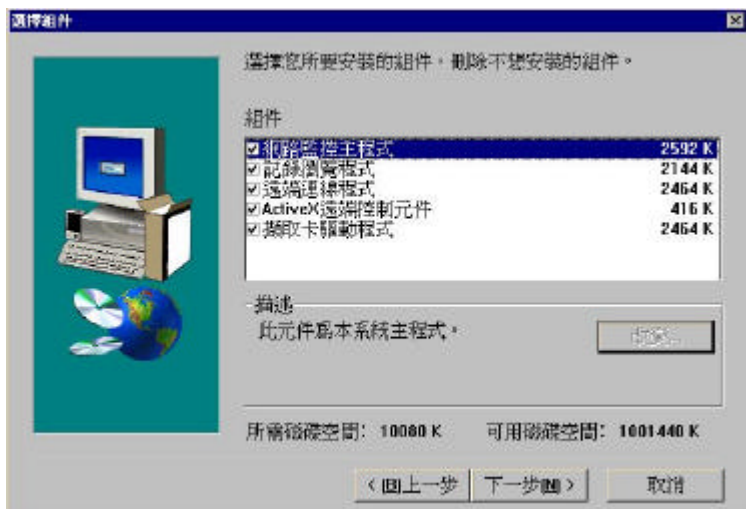 選擇組件
選擇您所要安裝的組件，刪除不想安裝的組件。
組件
網路監控主程式 2592 K
記錄瀏覽程式 2144 K
遠端連線程式 2464 K
ActiveX遠端控制元件 416 K
擷取卡驅動程式 2464 K
描述
此元件為本系統主程式。
所需磁碟空間： 10080 K 可用磁碟空間： 1001440 K
< (B)上一步 下一步(N) > 取消